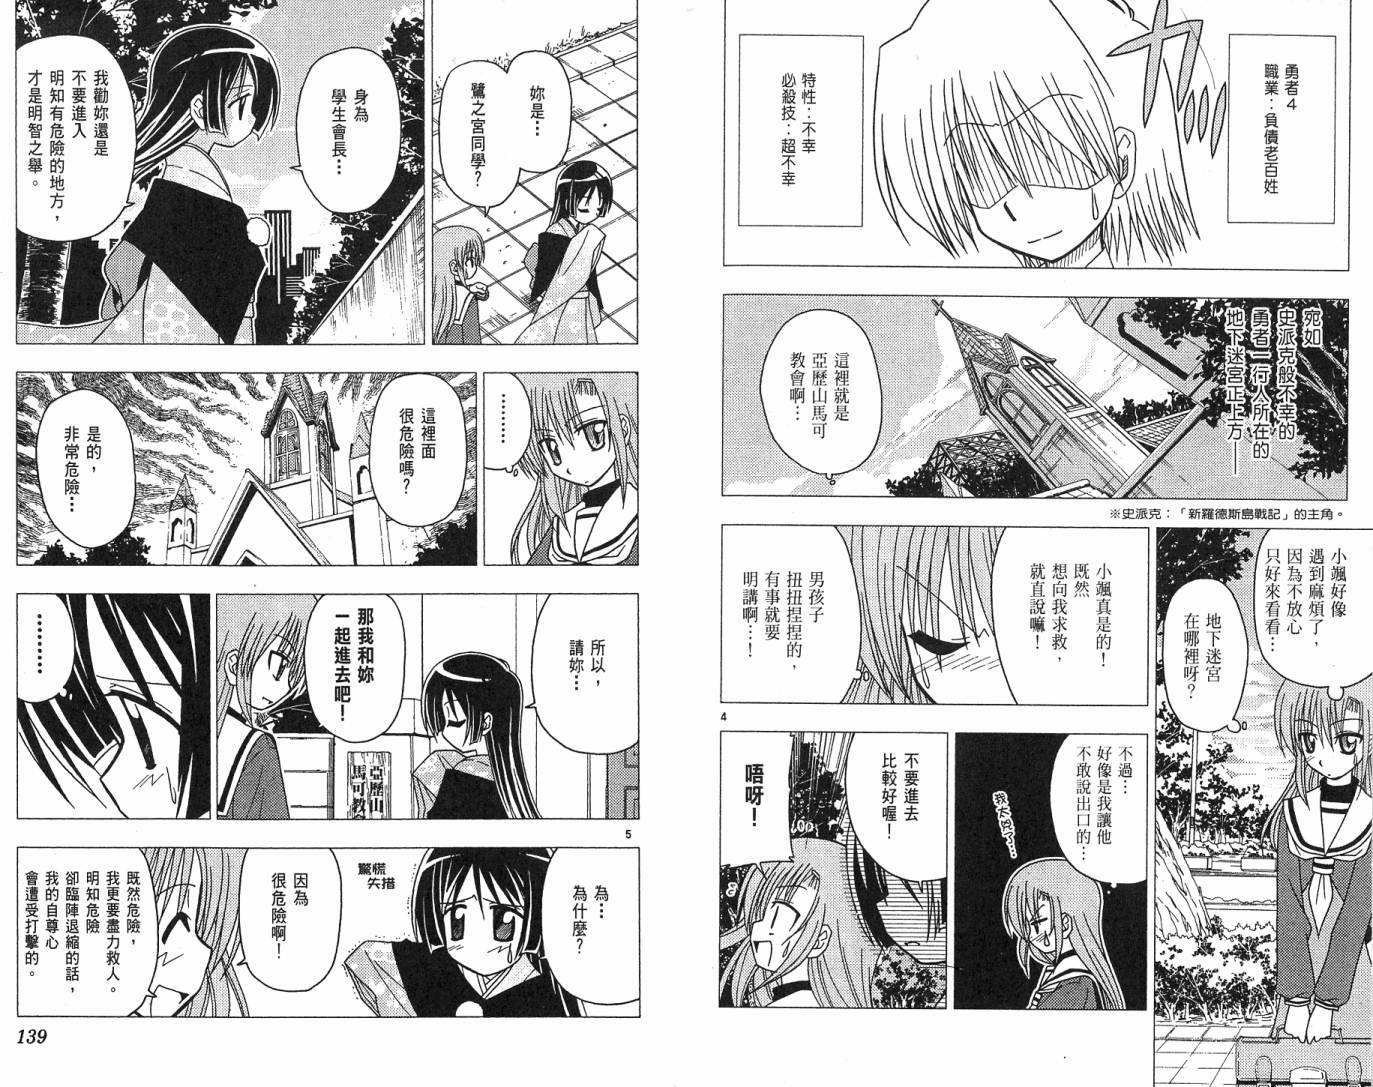 勇者4
職業：負債老百姓
特性：不幸
必殺技：超不幸
宛如
史派克般不幸的
勇者一行人所在的
地下迷宮正上方——
這裡就是
亞歷山馬可
教會啊…
※史派克：「新羅德斯島戰記」的主角。
小颯好像
遇到麻煩了，
因為不放心
只好來看看…
地下迷宮
在哪裡呀？
小颯真是的！
既然
想向我求救，
就直說嘛！
男孩子
扭扭捏捏的，
有事就要
明講啊…！
4
不過…
好像是我讓他
不敢說出口的…
我太兇了…
不要進去
比較好喔！
唔呀！
妳是…
鷺之宮同學？
身為
學生會長…
我勸妳還是
不要進入
明知有危險的地方，
才是明智之舉。
………
這裡面
很危險嗎？
是的，
非常危險…
所以，
請妳…
那我和妳
一起進去吧！
亞歷山
馬可教會
………
5
為…
為什麼？
驚慌
失措
因為
很危險啊！
既然危險，
我更要盡力救人。
明知危險
卻臨陣退縮的話，
我的自尊心
會遭受打擊的。
139